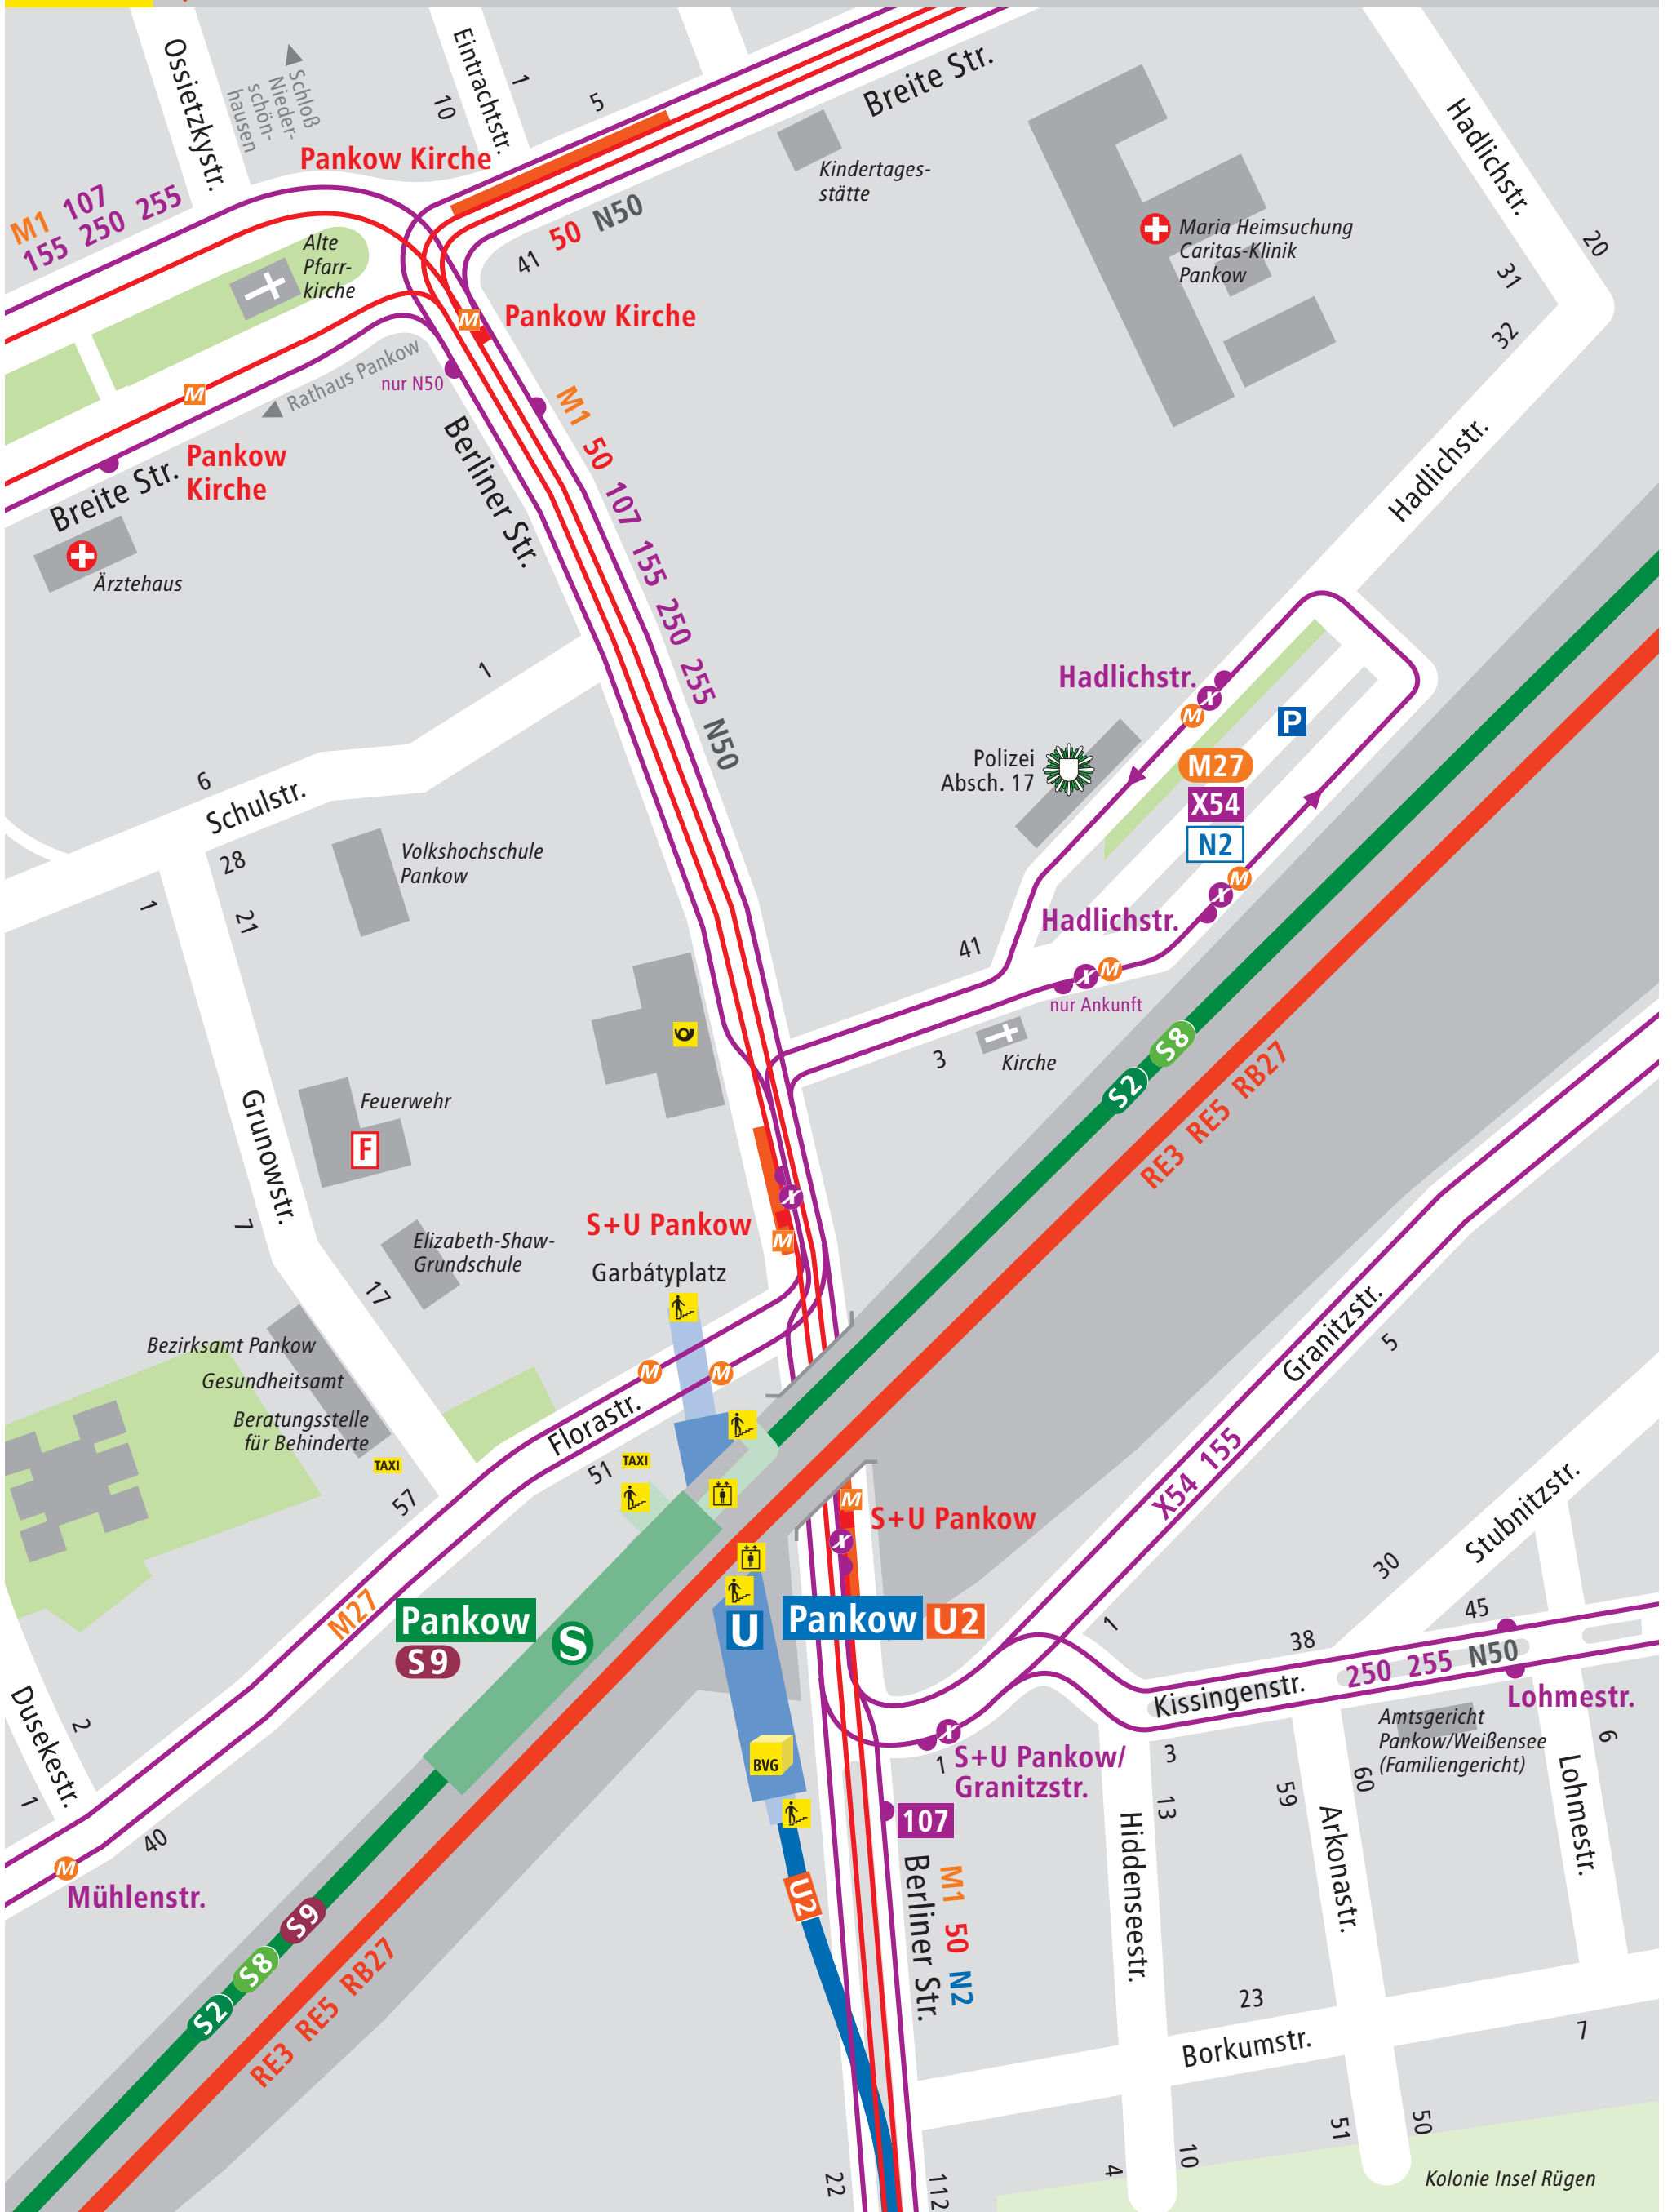 Ossietzkystr.
Schloß
Nieder-
schön-
hausen
Eintrachtstr.
10
1
5
Breite Str.
Hadlichstr.
Pankow Kirche
Kindertages-
stätte
M1 107
155 250 255
41 50 N50
Alte
Pfarr-
kirche
Maria Heimsuchung
Caritas-Klinik
Pankow
20
31
32
M
Pankow Kirche
Rathaus Pankow
nur N50
M
Pankow
Kirche
Breite Str.
Ärztehaus
Berliner Str.
M1 50 107 155 250 255 N50
Hadlichstr.
1
6
Schulstr.
28
1
21
Volkshochschule
Pankow
Hadlichstr.
X
M
P
Polizei
Absch. 17
M27
X54
N2
M
X
Hadlichstr.
41
X
M
nur Ankunft
3
Kirche
S2 S8
RE3 RE5 RB27
Grunowstr.
Feuerwehr
F
7
Elizabeth-Shaw-
Grundschule
17
X
S+U Pankow
M
Garbátyplatz
Bezirksamt Pankow
Gesundheitsamt
Beratungsstelle
für Behinderte
TAXI
M
M
Florastr.
51
TAXI
57
Granitzstr.
5
X54 155
M
S+U Pankow
X
Stubnitzstr.
30
M27
Pankow
S9
S
U
Pankow U2
1
38
45
250 255 N50
Kissingenstr.
Lohmestr.
Amtsgericht
Pankow/Weißensee
(Familiengericht)
6
Dusekestr.
2
1
40
M
Mühlenstr.
BVG
X
1
S+U Pankow/
Granitzstr.
107
3
13
59
60
Hiddenseestr.
Arkonastr.
Lohmestr.
U2
M1 50 N2
Berliner Str.
S2 S8 S9
RE3 RE5 RB27
23
Borkumstr.
7
22
112
4
10
51
50
Kolonie Insel Rügen